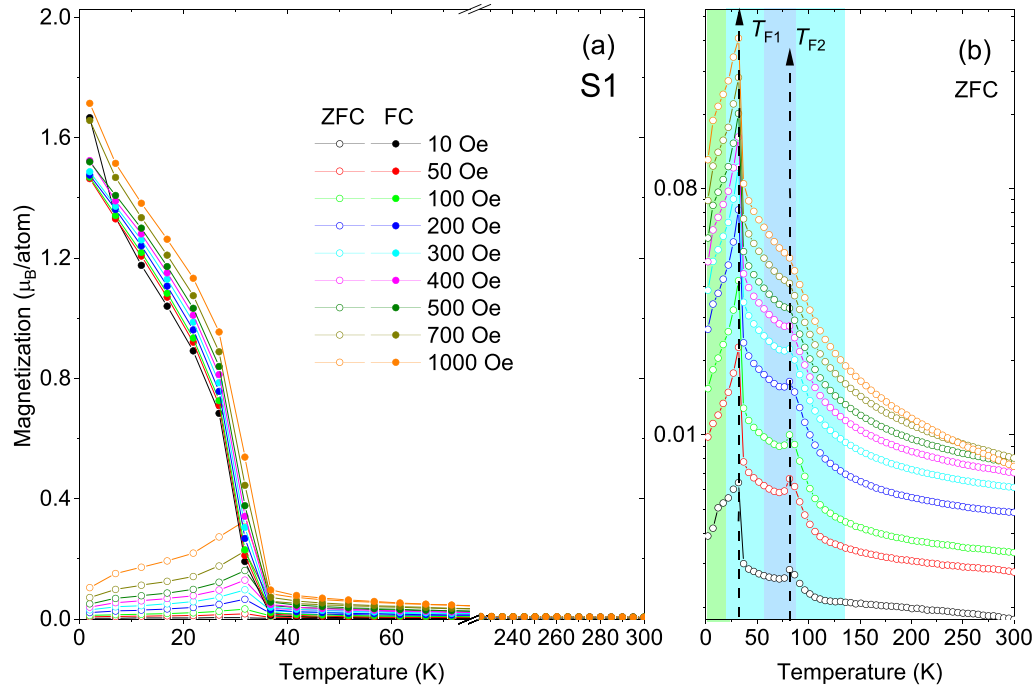 2.0
1.6
1.2
0.8
0.4
0.0
Magnetization (μB/atom)
0 20 40 60 240 260 280 300
Temperature (K)
(a)
S1
ZFC FC
10 Oe
50 Oe
100 Oe
200 Oe
300 Oe
400 Oe
500 Oe
700 Oe
1000 Oe
TF1
TF2
(b)
ZFC
0.08
0.01
0 50 100 150 200 250 300
Temperature (K)